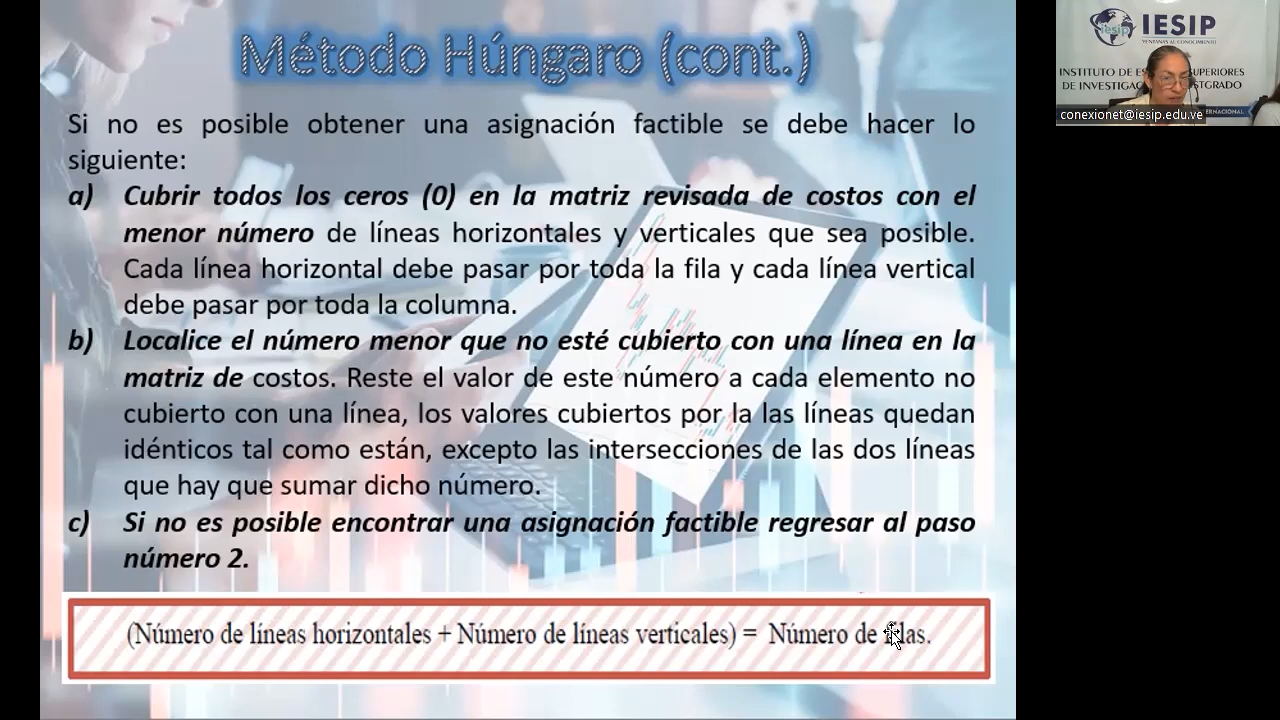 Método Húngaro (cont.)
Si no es posible obtener una asignación factible se debe hacer lo
siguiente:
a) Cubrir todos los ceros (0) en la matriz revisada de costos con el
menor número de líneas horizontales y verticales que sea posible.
Cada línea horizontal debe pasar por toda la fila y cada línea vertical
debe pasar por toda la columna.
b) Localice el número menor que no esté cubierto con una línea en la
matriz de costos. Reste el valor de este número a cada elemento no
cubierto con una línea, los valores cubiertos por la las líneas quedan
idénticos tal como están, excepto las intersecciones de las dos líneas
que hay que sumar dicho número.
c) Si no es posible encontrar una asignación factible regresar al paso
número 2.
(Número de líneas horizontales + Número de líneas verticales) = Número de filas.
iesip IESIP
VENTANAS AL CONOCIMIENTO
INSTITUTO DE
DE
conexionet@iesip.edu.ve